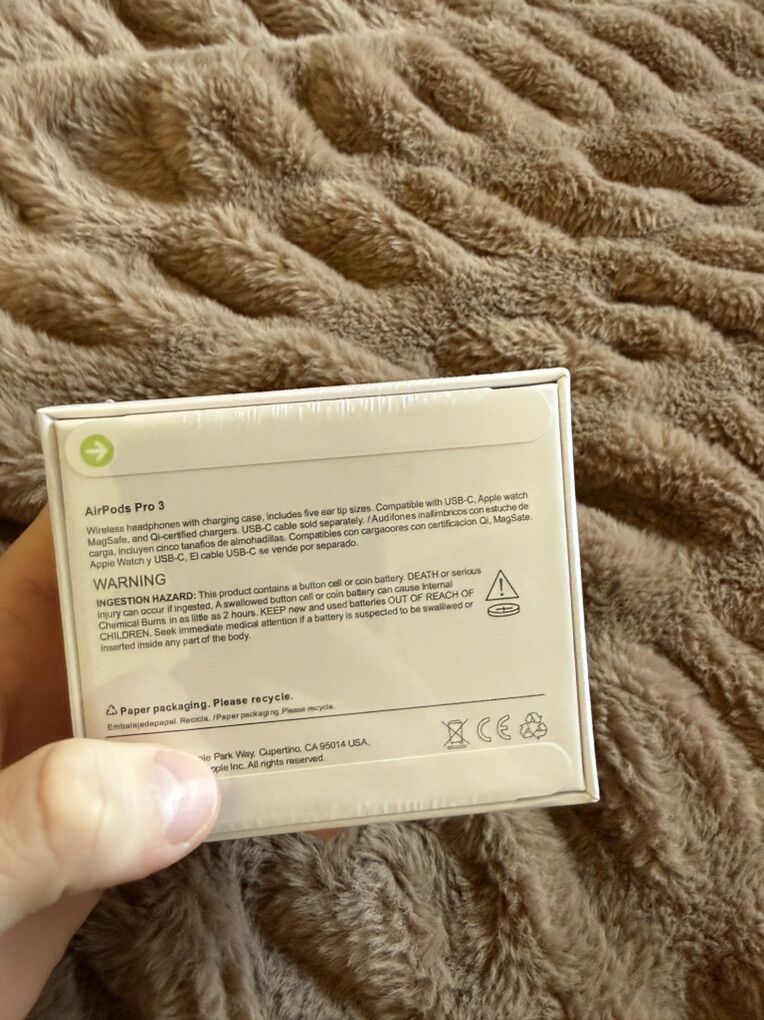 AirPods Pro 3
Wireless headphones with charging case, includes five ear tip sizes. Compatible with USB-C, Apple watch
MagSafe, and Qi-certified chargers. USB-C cable sold separately. / Audifones inalimbricos con estuche de
carga, Incluyen cinco tanafios de almohadillas. Compatibles con cargaoores con certificacion Qi, MagSate.
Apple Watch y USB-C, El cable USB-C se vende por separado.
WARNING
INGESTION HAZARD: This product contains a button cell or coin battery. DEATH or serious
injury can occur if ingested, A swallowed button cell or coin battery can cause Internal
Chemical Bums in as little as 2 hours. KEEP new and used batteries OUT OF REACH OF
CHILDREN. Seek immediate medical attention if a battery is suspected to be swalliwed or
inserted inside any part of the body.
Paper packaging. Please recycle.
Embalajedepapal. Recicla. /Paper packaging. Please recycle.
Park Way, Cupertino, CA 95014 USA.
Inc. All rights reserved.
CE